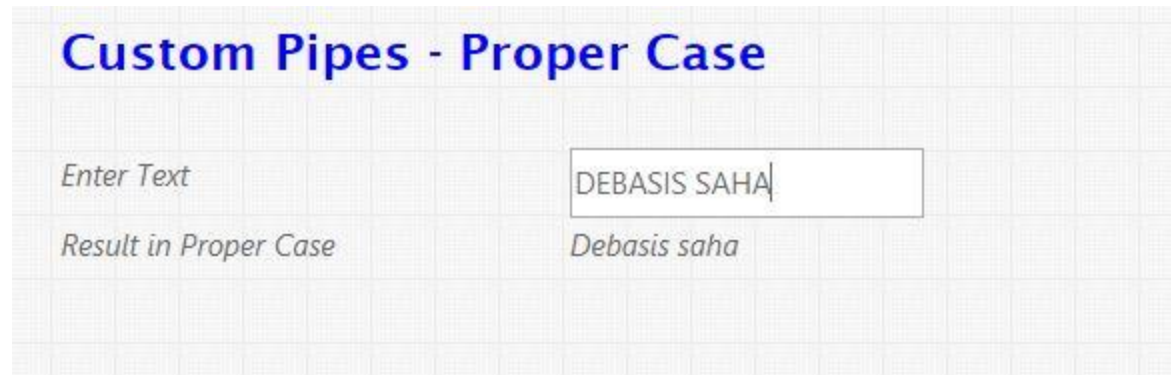 Custom Pipes - Proper Case
Enter Text DEBASIS SAHA
Result in Proper Case Debasis saha